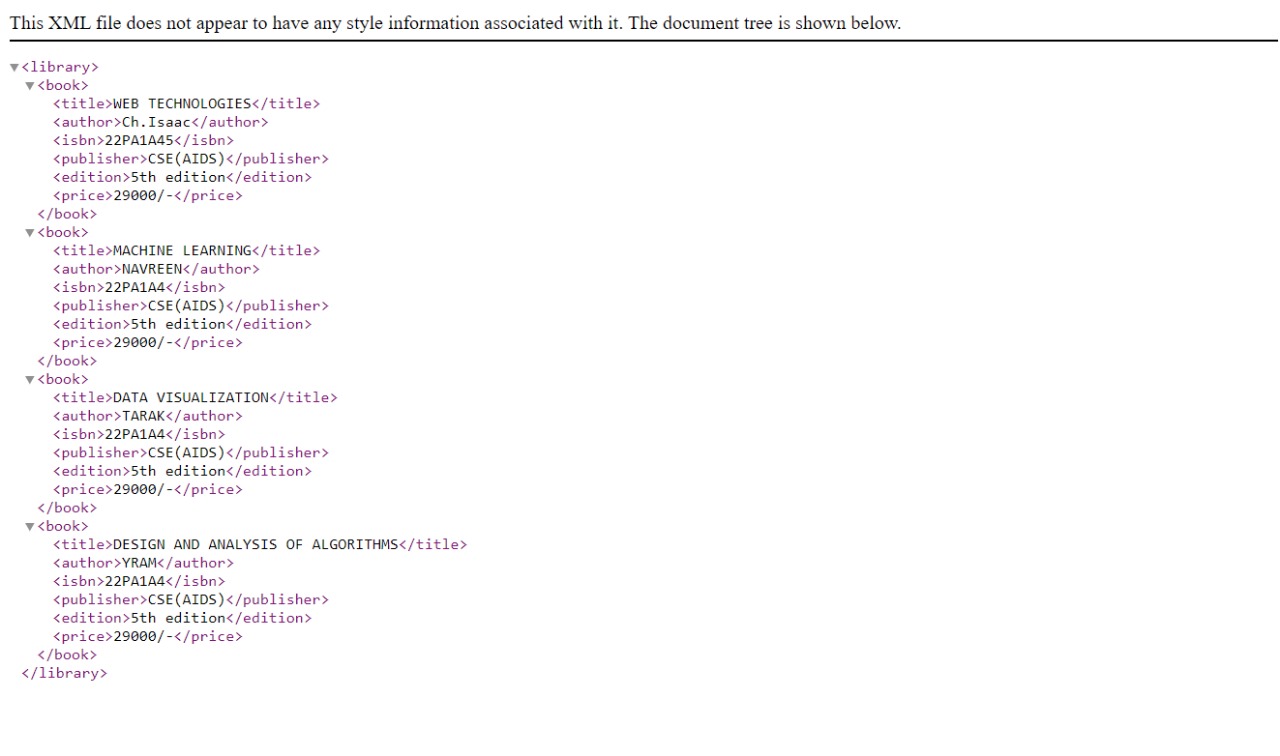 This XML file does not appear to have any style information associated with it. The document tree is shown below.
▼<library>
▼<book>
<title>WEB TECHNOLOGIES</title>
<author>Ch.Isaac</author>
<isbn>22PA1A45</isbn>
<publisher>CSE(AIDS)</publisher>
<edition>5th edition</edition>
<price>29000/-</price>
</book>
▼<book>
<title>MACHINE LEARNING</title>
<author>NAVREEN</author>
<isbn>22PA1A4</isbn>
<publisher>CSE(AIDS)</publisher>
<edition>5th edition</edition>
<price>29000/-</price>
</book>
▼<book>
<title>DATA VISUALIZATION</title>
<author>TARAK</author>
<isbn>22PA1A4</isbn>
<publisher>CSE(AIDS)</publisher>
<edition>5th edition</edition>
<price>29000/-</price>
</book>
▼<book>
<title>DESIGN AND ANALYSIS OF ALGORITHMS</title>
<author>YRAM</author>
<isbn>22PA1A4</isbn>
<publisher>CSE(AIDS)</publisher>
<edition>5th edition</edition>
<price>29000/-</price>
</book>
</library>